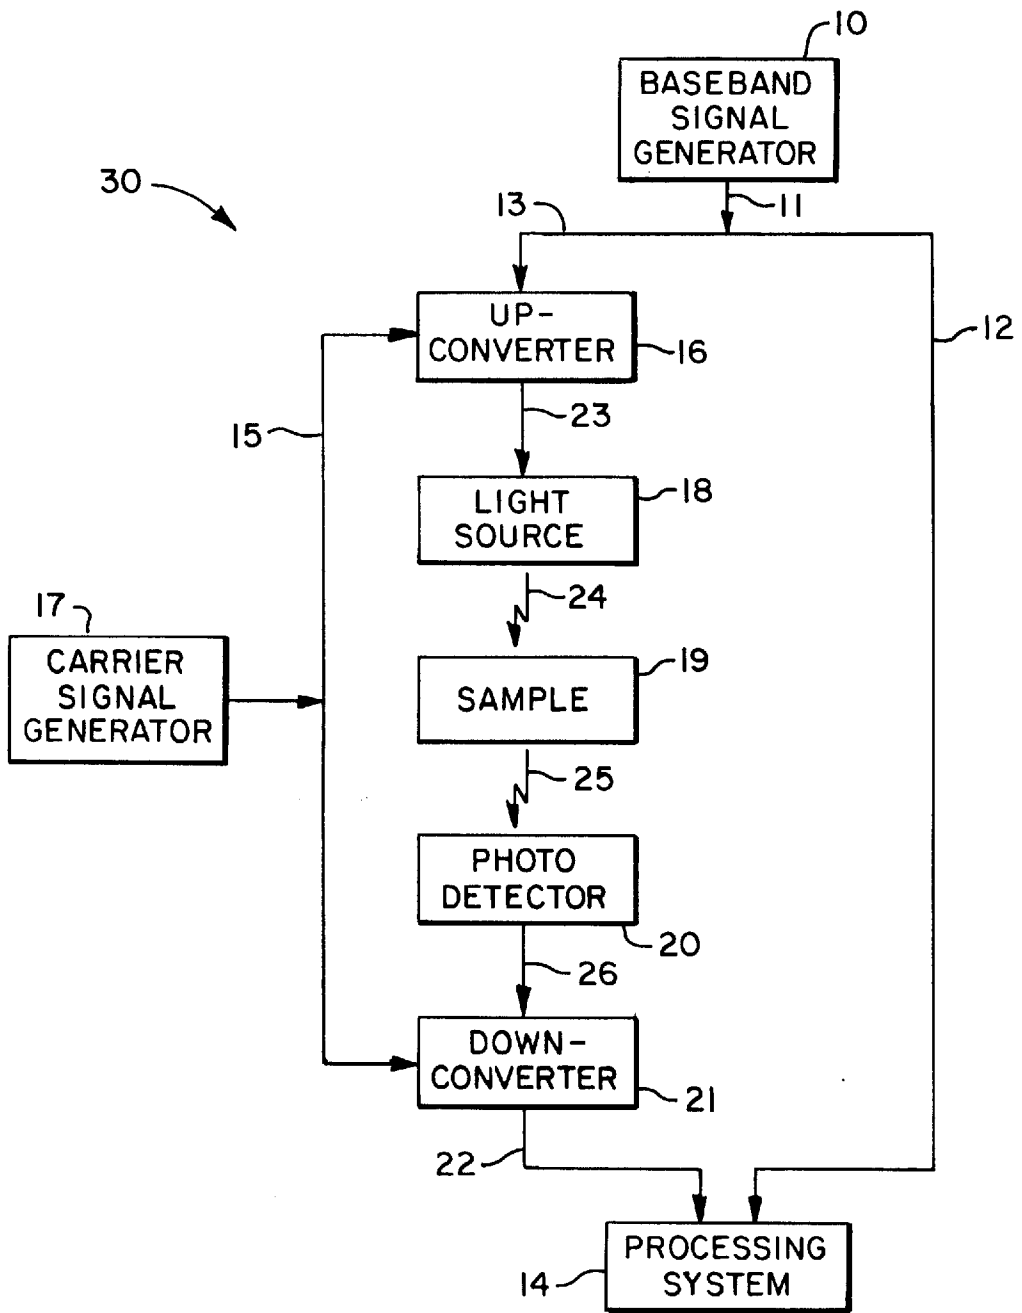 10
BASEBAND
SIGNAL
GENERATOR
30
13
11
UP-
CONVERTER
16
12
23
15
LIGHT
SOURCE
18
24
17
CARRIER
SIGNAL
GENERATOR
19
SAMPLE
25
PHOTO
DETECTOR
20
26
DOWN-
CONVERTER
21
22
PROCESSING
SYSTEM
14